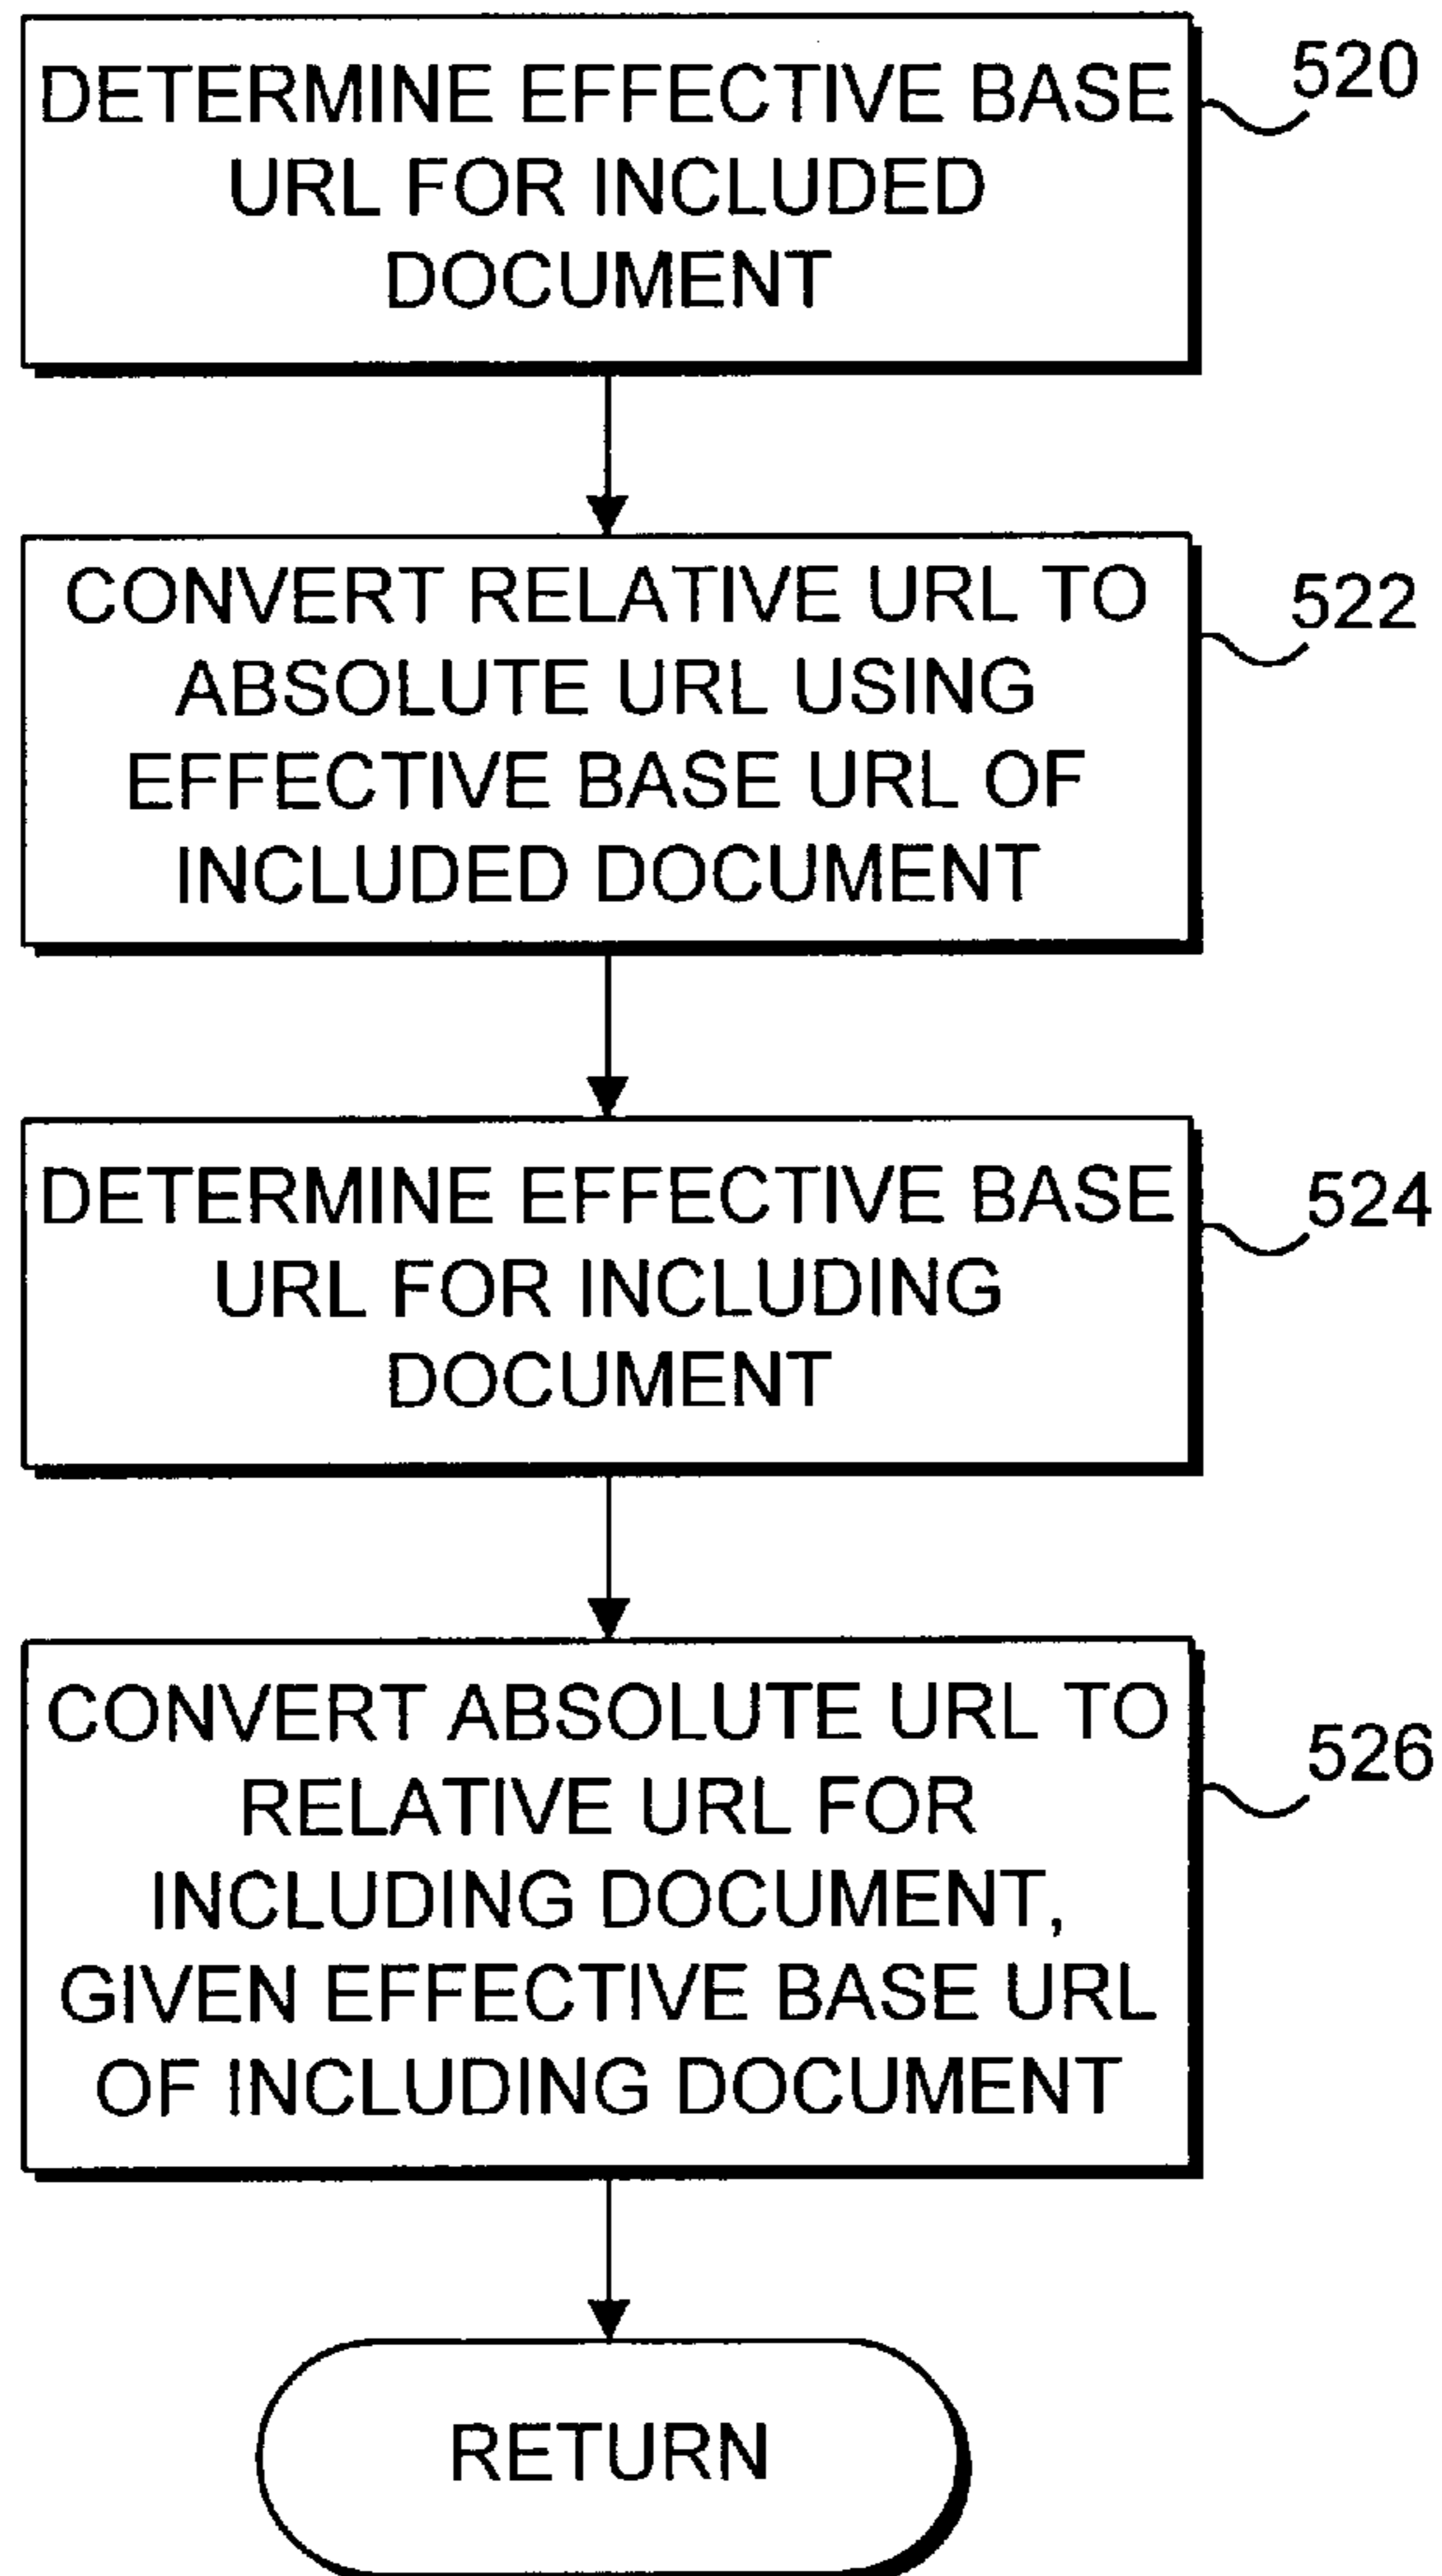 DETERMINE EFFECTIVE BASE
URL FOR INCLUDED
DOCUMENT
520
CONVERT RELATIVE URL TO
ABSOLUTE URL USING
EFFECTIVE BASE URL OF
INCLUDED DOCUMENT
522
DETERMINE EFFECTIVE BASE
URL FOR INCLUDING
DOCUMENT
524
CONVERT ABSOLUTE URL TO
RELATIVE URL FOR
INCLUDING DOCUMENT,
GIVEN EFFECTIVE BASE URL
OF INCLUDING DOCUMENT
526
RETURN